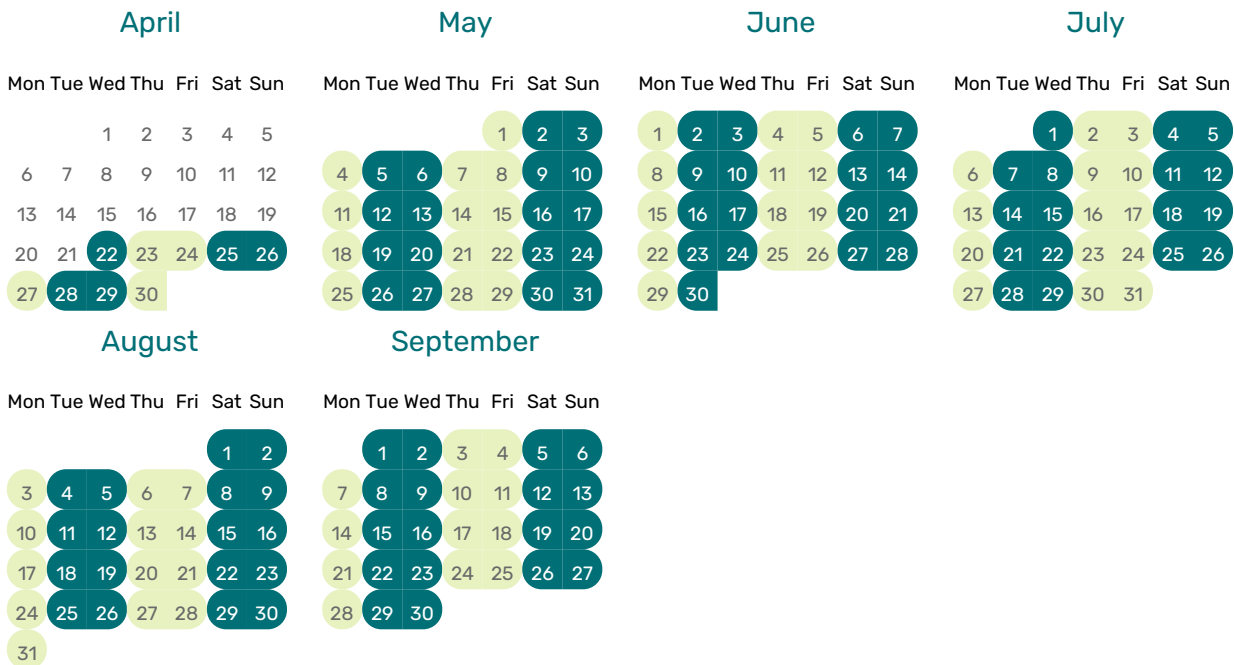 April May June July
Mon Tue Wed Thu Fri Sat Sun Mon Tue Wed Thu Fri Sat Sun Mon Tue Wed Thu Fri Sat Sun Mon Tue Wed Thu Fri Sat Sun
1 2 3 4 5 1 2 3 1 2 3 4 5 6 7 1 2 3 4 5
6 7 8 9 10 11 12 4 5 6 7 8 9 10 8 9 10 11 12 13 14 6 7 8 9 10 11 12
13 14 15 16 17 18 19 11 12 13 14 15 16 17 15 16 17 18 19 20 21 13 14 15 16 17 18 19
20 21 22 23 24 25 26 18 19 20 21 22 23 24 22 23 24 25 26 27 28 20 21 22 23 24 25 26
27 28 29 30 25 26 27 28 29 30 31 29 30 27 28 29 30 31
August September
Mon Tue Wed Thu Fri Sat Sun Mon Tue Wed Thu Fri Sat Sun
1 2 1 2 3 4 5 6
3 4 5 6 7 8 9 7 8 9 10 11 12 13
10 11 12 13 14 15 16 14 15 16 17 18 19 20
17 18 19 20 21 22 23 21 22 23 24 25 26 27
24 25 26 27 28 29 30 28 29 30
31